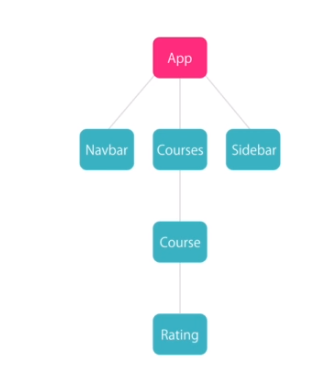 App
Navbar
Courses
Sidebar
Course
Rating